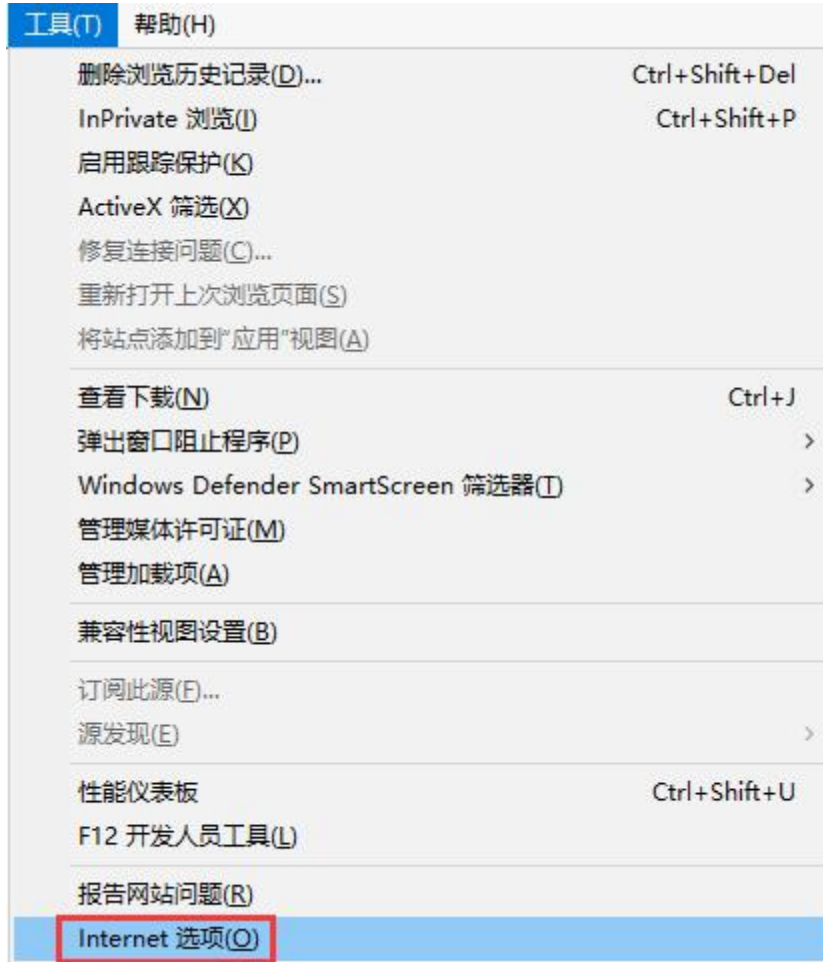 工具(T) 帮助(H)
删除浏览历史记录(D)... Ctrl+Shift+Del
InPrivate 浏览(I) Ctrl+Shift+P
启用跟踪保护(K)
ActiveX 筛选(X)
修复连接问题(C)...
重新打开上次浏览页面(S)
将站点添加到“应用”视图(A)
查看下载(N) Ctrl+J
弹出窗口阻止程序(P)
Windows Defender SmartScreen 筛选器(T)
管理媒体许可证(M)
管理加载项(A)
兼容性视图设置(B)
订阅此源(F)...
源发现(E)
性能仪表板 Ctrl+Shift+U
F12 开发人员工具(L)
报告网站问题(R)
Internet 选项(O)